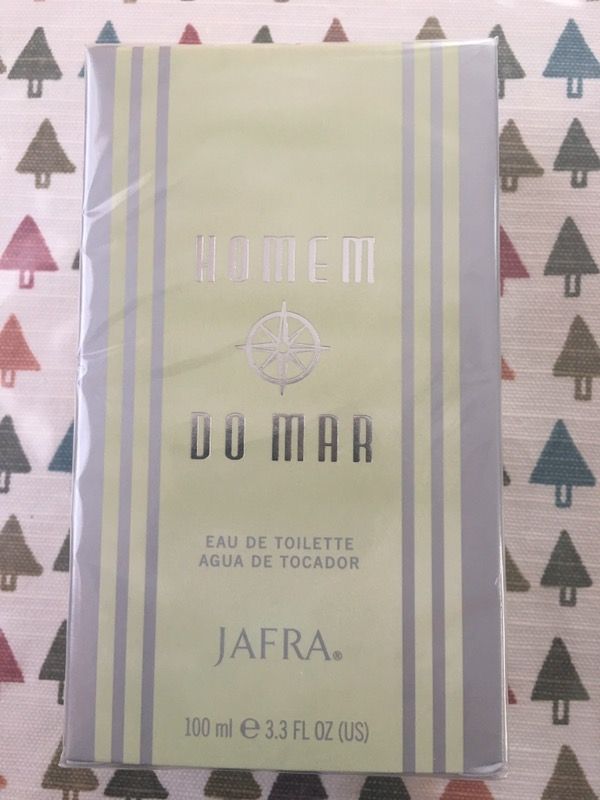 HOMEM
DO MAR
EAU DE TOILETTE
AGUA DE TOCADOR
JAFRA®
100 ml ℮ 3.3 FL OZ (US)